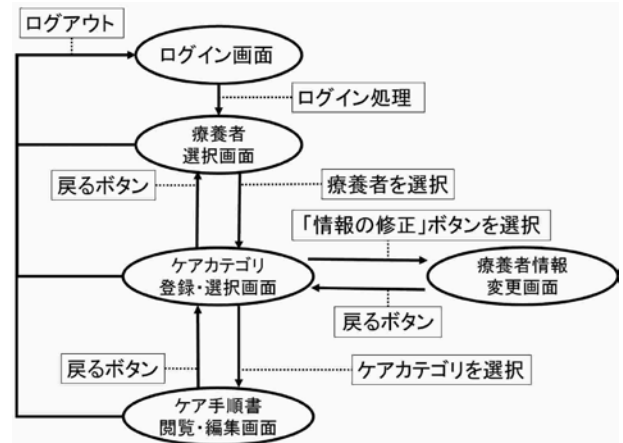 ログアウト
ログイン画面
ログイン処理
療養者
選択画面
戻るボタン
療養者を選択
「情報の修正」ボタンを選択
ケアカテゴリ
登録・選択画面
療養者情報
変更画面
戻るボタン
戻るボタン
ケアカテゴリを選択
ケア手順書
閲覧・編集画面